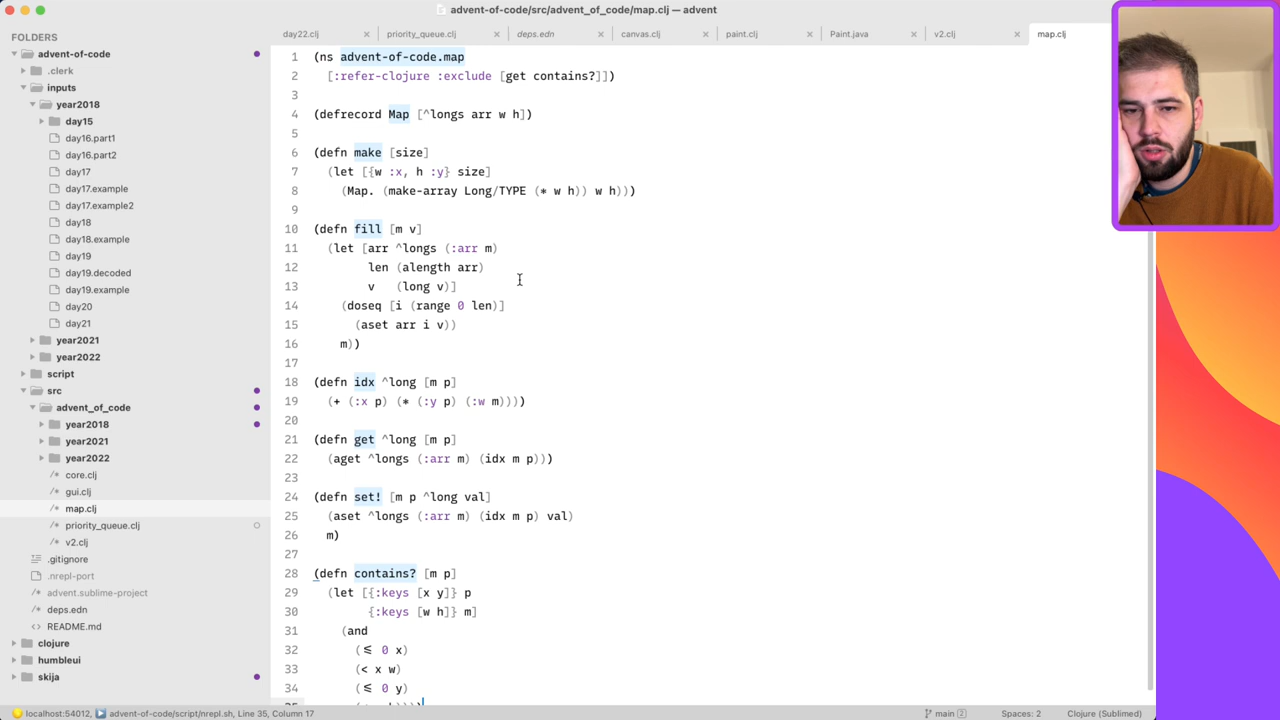 advent-of-code/src/advent_of_code/map.clj — advent
day22.clj
priority_queue.clj
deps.edn
canvas.clj
paint.clj
Paint.java
v2.clj
map.clj
FOLDERS
advent-of-code
.clerk
inputs
year2018
day15
day16.part1
day16.part2
day17
day17.example
day17.example2
day18
day18.example
day19
day19.decoded
day19.example
day20
day21
year2021
year2022
script
src
advent_of_code
year2018
year2021
year2022
core.clj
gui.clj
map.clj
priority_queue.clj
v2.clj
.gitignore
.nrepl-port
advent.sublime-project
deps.edn
README.md
clojure
humbleui
skija
1 (ns advent-of-code.map
2 [:refer-clojure :exclude [get contains?]])
3
4 (defrecord Map [^longs arr w h])
5
6 (defn make [size]
7 (let [{w :x, h :y} size]
8 (Map. (make-array Long/TYPE (* w h)) w h)))
9
10 (defn fill [m v]
11 (let [arr ^longs (:arr m)
12 len (alength arr)
13 v (long v)]
14 (doseq [i (range 0 len)]
15 (aset arr i v))
16 m))
17
18 (defn idx ^long [m p]
19 (+ (:x p) (* (:y p) (:w m))))
20
21 (defn get ^long [m p]
22 (aget ^longs (:arr m) (idx m p)))
23
24 (defn set! [m p ^long val]
25 (aset ^longs (:arr m) (idx m p) val)
26 m)
27
28 (defn contains? [m p]
29 (let [{:keys [x y]} p
30 {:keys [w h]} m]
31 (and
32 (≤ 0 x)
33 (< x w)
34 (≤ 0 y)
localhost:54012, advent-of-code/script/nrepl.sh, Line 35, Column 17
main 2
Spaces: 2
Clojure (Sublimed)